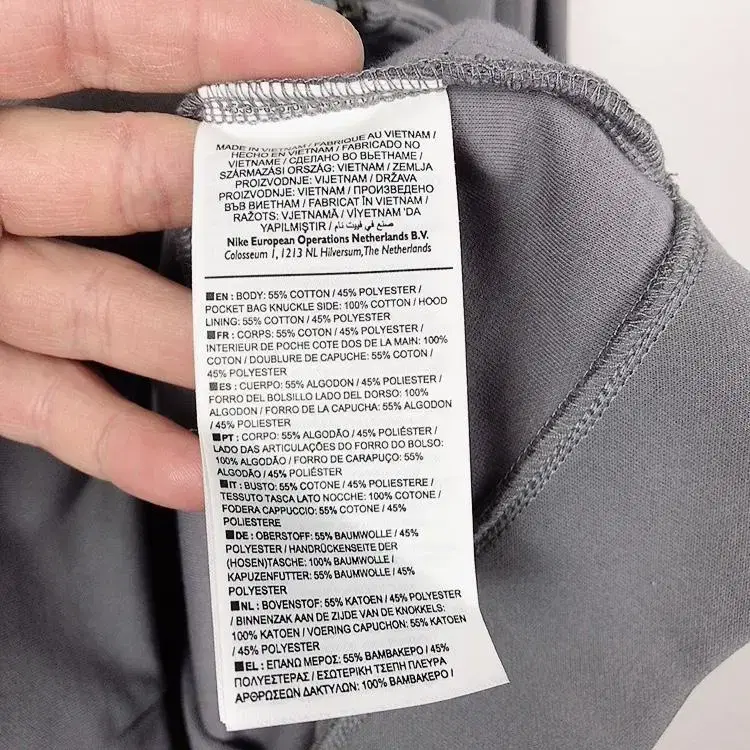 MADE IN VIETNAM / FABRIQUE AU VIETNAM /
HECHO EN VIETNAM / FABRICADO NO
VIETNAME / СДЕЛАНО ВО ВЬЕТНАМЕ /
SZÁRMAZÁSI ORSZÁG: VIETNAM / ZEMLJA
PROIZVODNJE: VIETNAM / DRŽAVA
PROIZVODNJE: VIETNAM / ПРОИЗВЕДЕНО
ВЪВ ВИЕТНАМ / FABRICAT ÎN VIETNAM /
RAŽOTS: VJETNAMĀ / VİYETNAM 'DA
YAPILMIŞTIR / صنع في فييت نام
Nike European Operations Netherlands B.V.
Colosseum 1, 1213 NL Hilversum,The Netherlands
EN : BODY: 55% COTTON / 45% POLYESTER /
POCKET BAG KNUCKLE SIDE: 100% COTTON / HOOD
LINING: 55% COTTON / 45% POLYESTER
FR : CORPS: 55% COTON / 45% POLYESTER /
INTERIEUR DE POCHE COTE DOS DE LA MAIN: 100%
COTON / DOUBLURE DE CAPUCHE: 55% COTON /
45% POLYESTER
ES : CUERPO: 55% ALGODON / 45% POLIESTER /
FORRO DEL BOLSILLO LADO DEL DORSO: 100%
ALGODON / FORRO DE LA CAPUCHA: 55% ALGODON
/ 45% POLIESTER
PT : CORPO: 55% ALGODÃO / 45% POLIÉSTER /
LADO DAS ARTICULAÇÕES DO FORRO DO BOLSO:
100% ALGODÃO / FORRO DE CARAPUÇO: 55%
ALGODÃO / 45% POLIÉSTER
IT : BUSTO: 55% COTONE / 45% POLIESTERE /
TESSUTO TASCA LATO NOCCHE: 100% COTONE /
FODERA CAPPUCCIO: 55% COTONE / 45%
POLIESTERE
DE : OBERSTOFF: 55% BAUMWOLLE / 45%
POLYESTER / HANDRÜCKENSEITE DER
(HOSEN)TASCHE: 100% BAUMWOLLE /
KAPUZENFUTTER: 55% BAUMWOLLE / 45%
POLYESTER
NL : BOVENSTOF: 55% KATOEN / 45% POLYESTER
/ BINNENZAK AAN DE ZIJDE VAN DE KNOKKELS:
100% KATOEN / VOERING CAPUCHON: 55% KATOEN
/ 45% POLYESTER
EL : ΕΠΑΝΩ ΜΕΡΟΣ: 55% ΒΑΜΒΑΚΕΡΟ / 45%
ΠΟΛΥΕΣΤΕΡΑΣ / ΕΣΩΤΕΡΙΚΗ ΤΣΕΠΗ ΠΛΕΥΡΑ
ΑΡΘΡΩΣΕΩΝ ΔΑΚΤΥΛΩΝ: 100% ΒΑΜΒΑΚΕΡΟ /